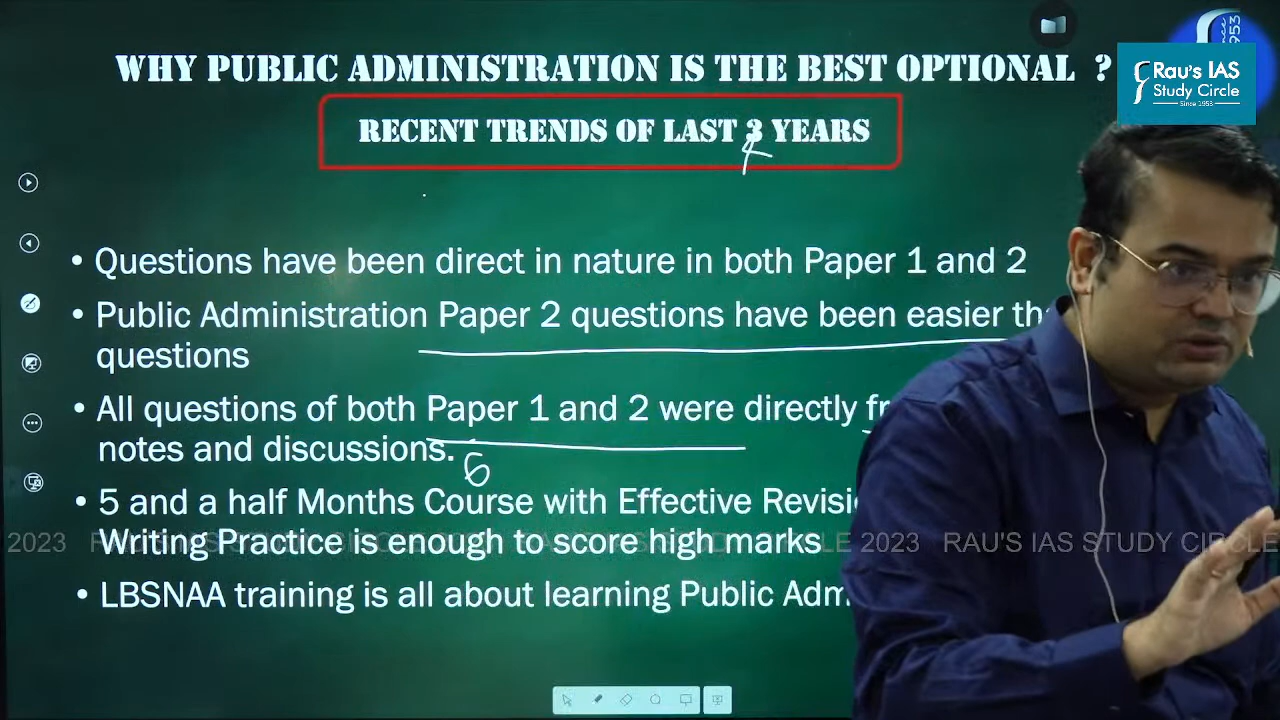 WHY PUBLIC ADMINISTRATION IS THE BEST OPTIONAL ?
Rau's IAS
Study Circle
Since 1953
RECENT TRENDS OF LAST 3 YEARS
4
• Questions have been direct in nature in both Paper 1 and 2
• Public Administration Paper 2 questions have been easier
questions
• All questions of both Paper 1 and 2 were directly
notes and discussions.
6
• 5 and a half Months Course with Effective
Writing Practice is enough to score high marks
2023 RAU'S IAS STUDY CIRCLE 2023 RAU'S IAS STUDY CIRCLE
• LBSNAA training is all about learning Public